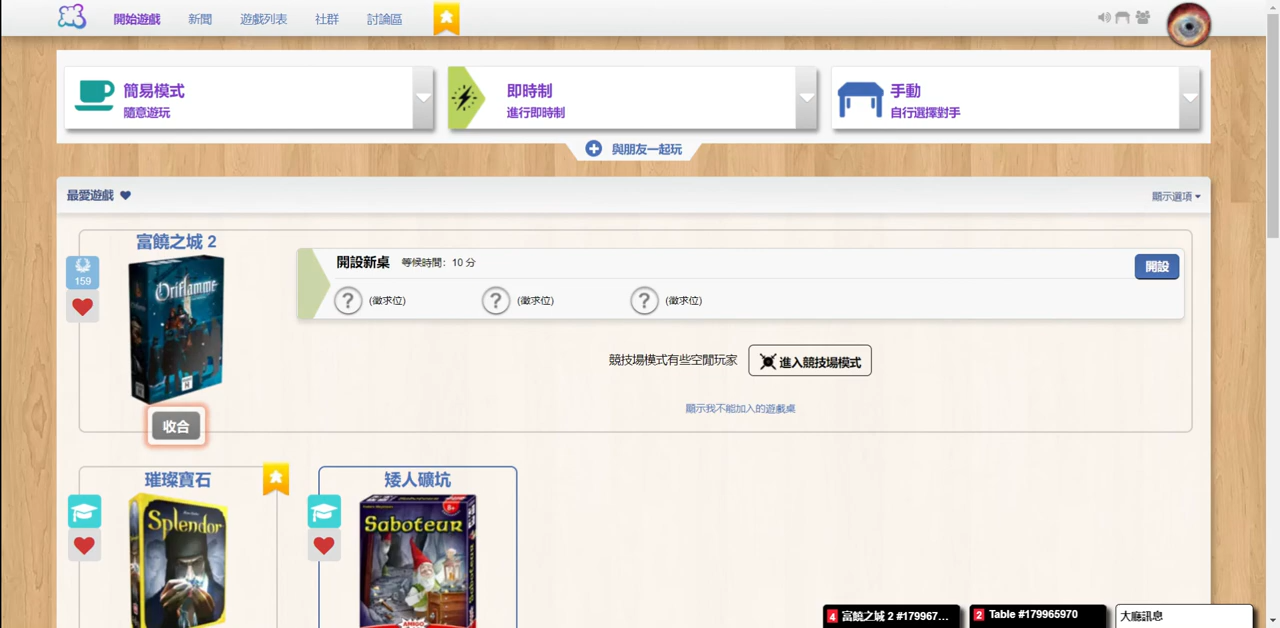 開始遊戲
新聞
遊戲列表
社群
討論區
簡易模式
隨意遊玩
即時制
進行即時制
手動
自行選擇對手
與朋友一起玩
最愛遊戲
顯示選項
富饒之城 2
159
Oriflamme
收合
開設新桌 等候時間: 10 分
開設
? (徵求位)
? (徵求位)
? (徵求位)
競技場模式有些空閒玩家
進入競技場模式
顯示我不能加入的遊戲桌
璀璨寶石
Splendor
矮人礦坑
Saboteur
8+
AMIGO
4 富饒之城 2 #179967...
2 Table #179965970
大廳訊息